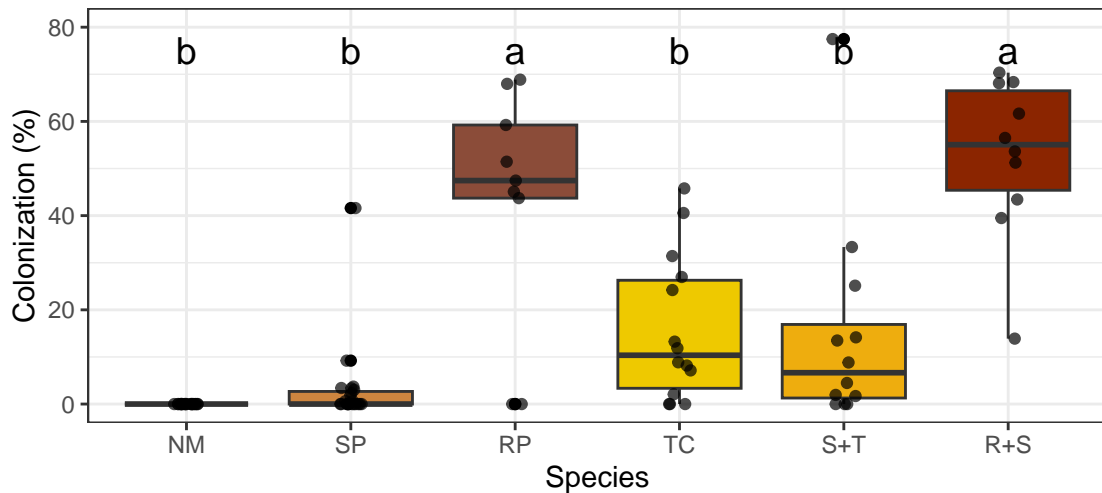 80
60
40
20
0
Colonization (%)
b b a b b a
NM SP RP TC S+T R+S
Species